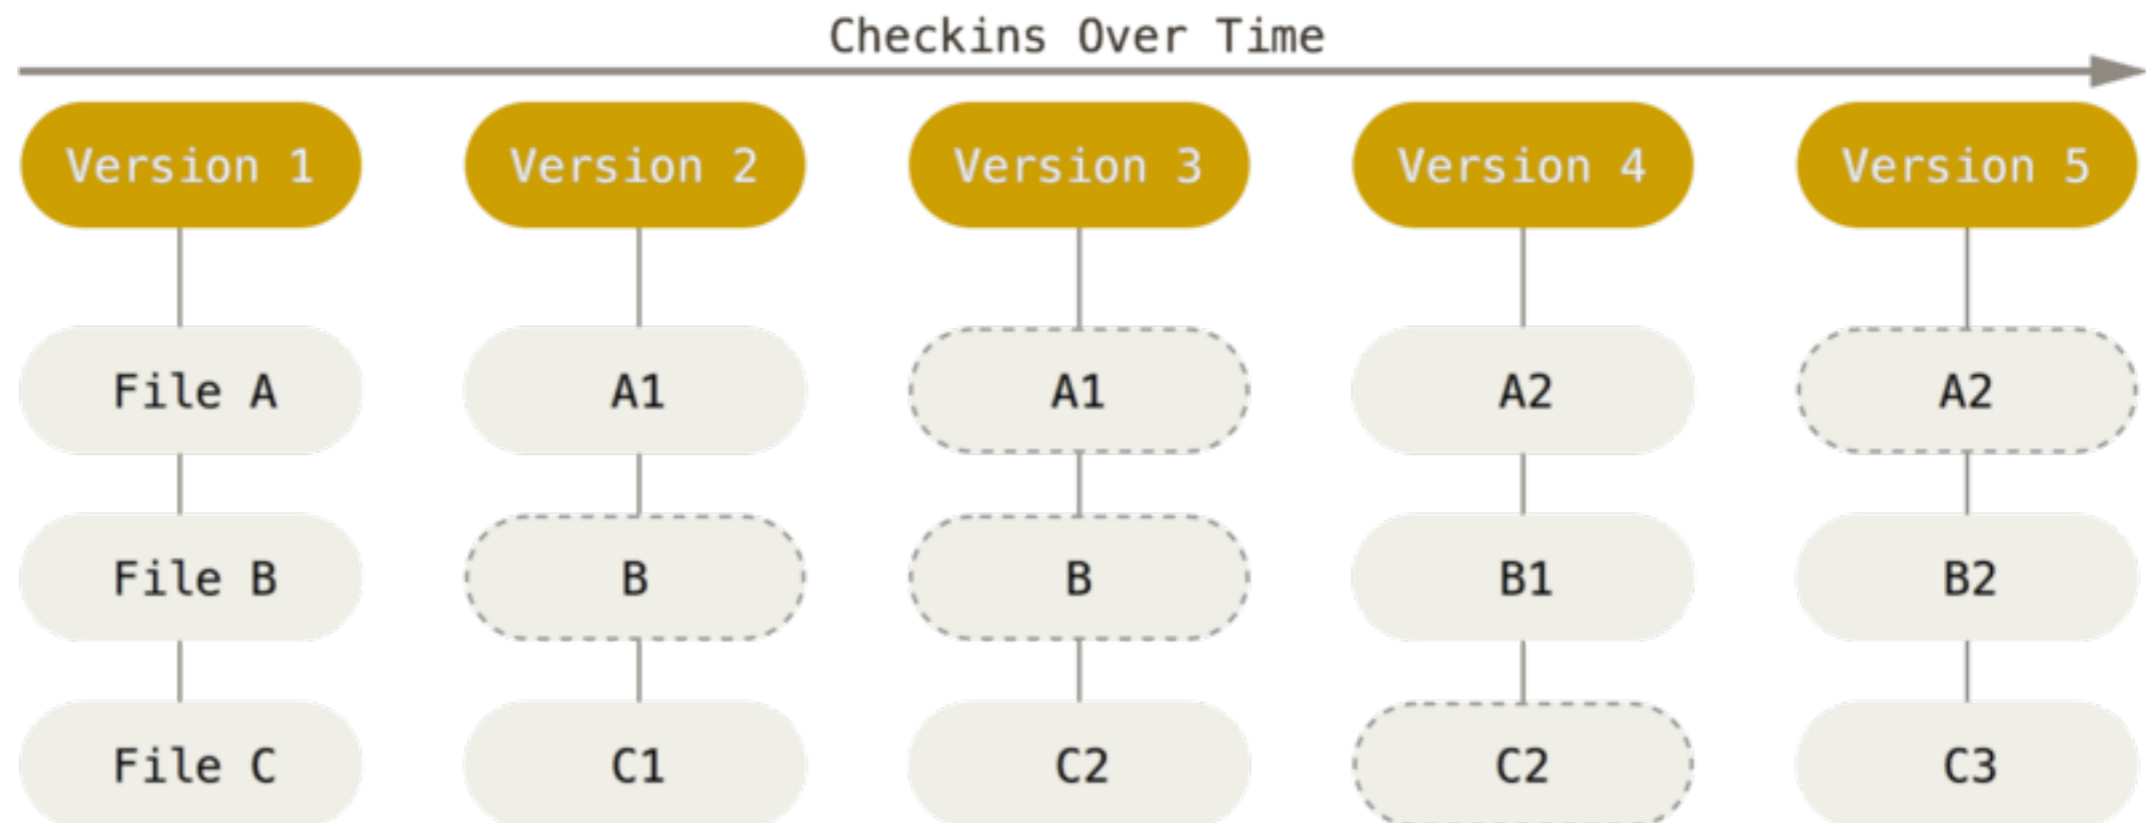 Checkins Over Time
Version 1 Version 2 Version 3 Version 4 Version 5
File A A1 A1 A2 A2
File B B B B1 B2
File C C1 C2 C2 C3